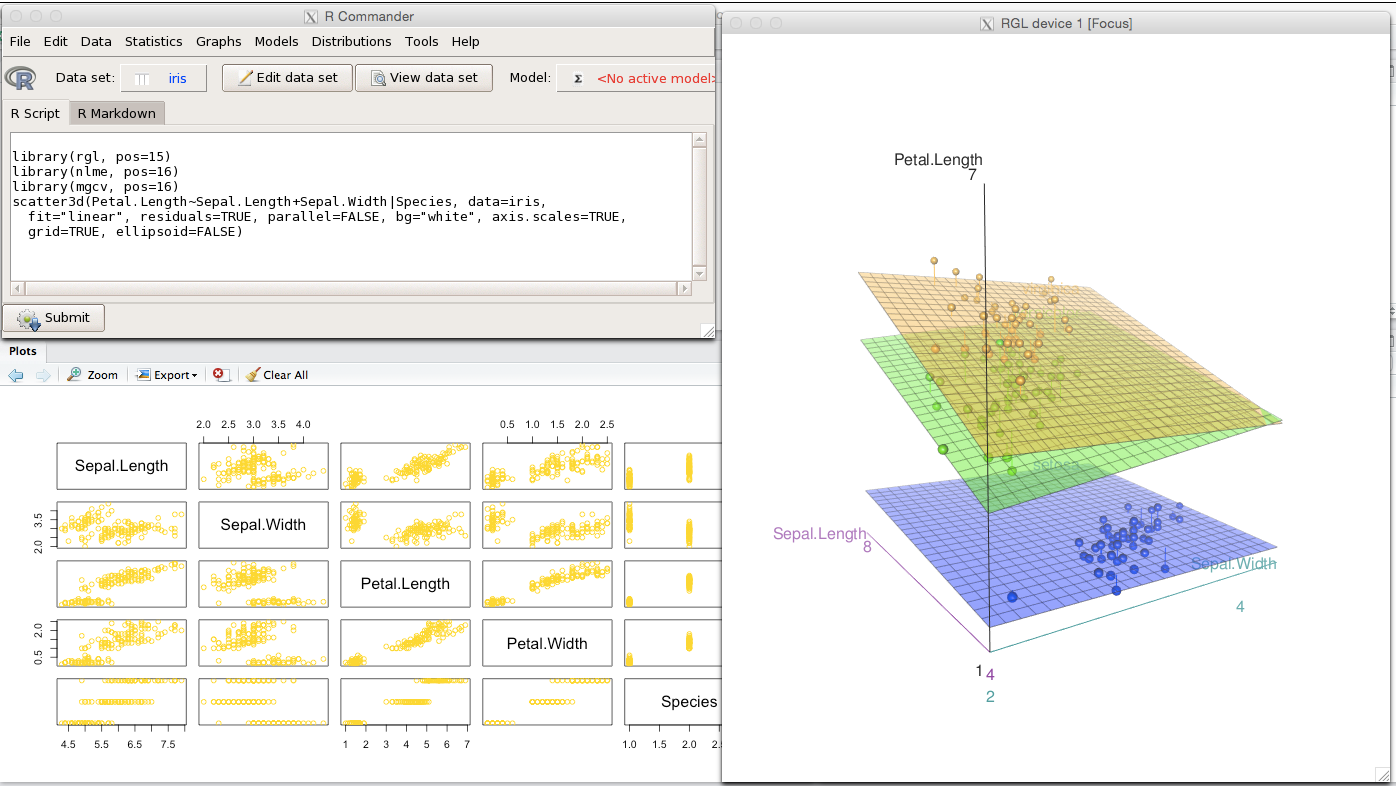 R Commander
File Edit Data Statistics Graphs Models Distributions Tools Help
R Data set: iris Edit data set View data set Model: Σ <No active model>
R Script R Markdown
library(rgl, pos=15)
library(nlme, pos=16)
library(mgcv, pos=16)
scatter3d(Petal.Length~Sepal.Length+Sepal.Width|Species, data=iris,
  fit="linear", residuals=TRUE, parallel=FALSE, bg="white", axis.scales=TRUE,
  grid=TRUE, ellipsoid=FALSE)
Submit
Plots
Zoom Export Clear All
2.0 2.5 3.0 3.5 4.0
0.5 1.0 1.5 2.0 2.5
Sepal.Length
2.0 3.5
Sepal.Width
Petal.Length
0.5 2.0
Petal.Width
Species
4.5 5.5 6.5 7.5
1 2 3 4 5 6 7
1.0 1.5 2.0
RGL device 1 [Focus]
Petal.Length
7
setosa
Sepal.Length
8
Sepal.Width
4
1 4
2